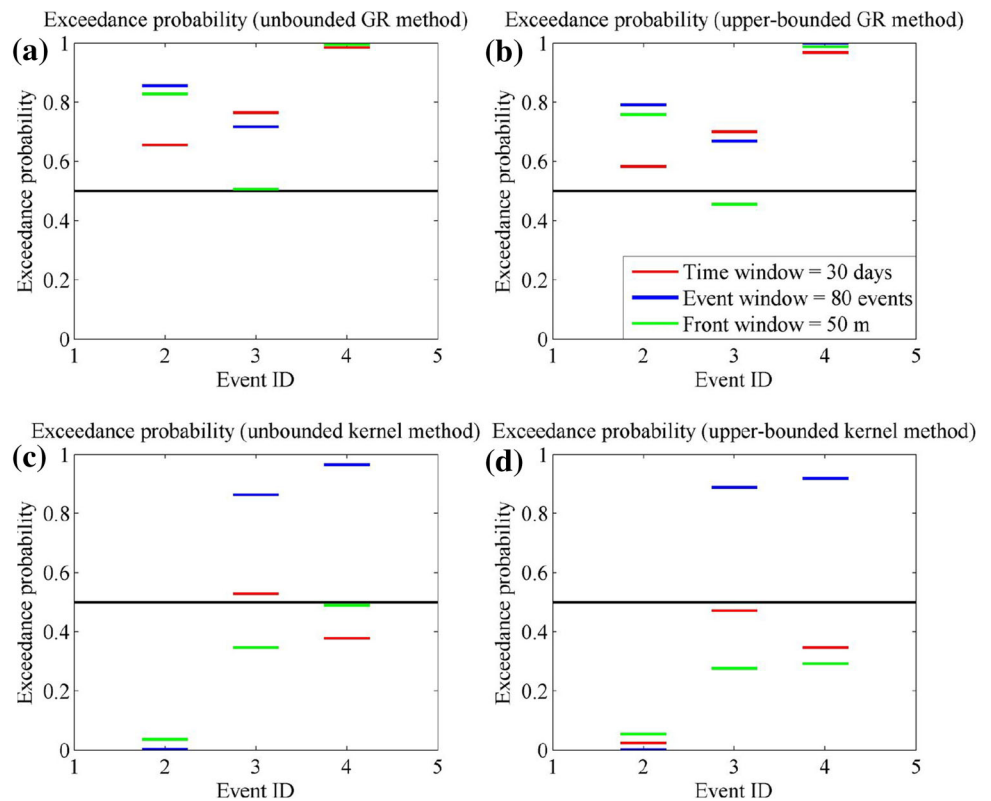 Exceedance probability (unbounded GR method)
(a)
Exceedance probability
1
0.8
0.6
0.4
0.2
0
1
2
3
4
5
Event ID
Exceedance probability (upper-bounded GR method)
(b)
Exceedance probability
1
0.8
0.6
0.4
0.2
0
Time window = 30 days
Event window = 80 events
Front window = 50 m
1
2
3
4
5
Event ID
Exceedance probability (unbounded kernel method)
(c)
Exceedance probability
1
0.8
0.6
0.4
0.2
0
1
2
3
4
5
Event ID
Exceedance probability (upper-bounded kernel method)
(d)
Exceedance probability
1
0.8
0.6
0.4
0.2
0
1
2
3
4
5
Event ID